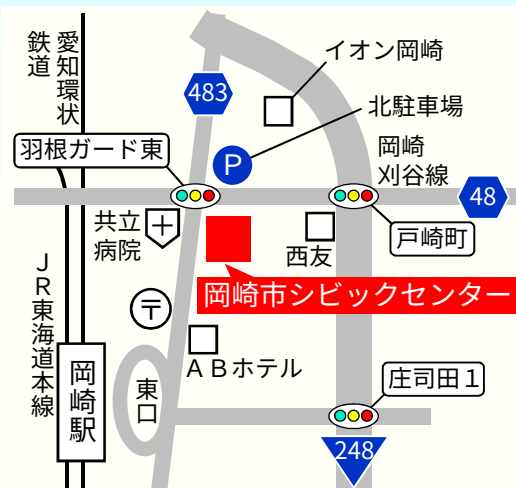 愛知環状
鉄道
483
イオン岡崎
北駐車場
P
羽根ガード東
岡崎
刈谷線
48
共立
病院
西友
戸崎町
岡崎市シビックセンター
JR東海道本線
〒
ABホテル
岡崎駅
東口
庄司田1
248